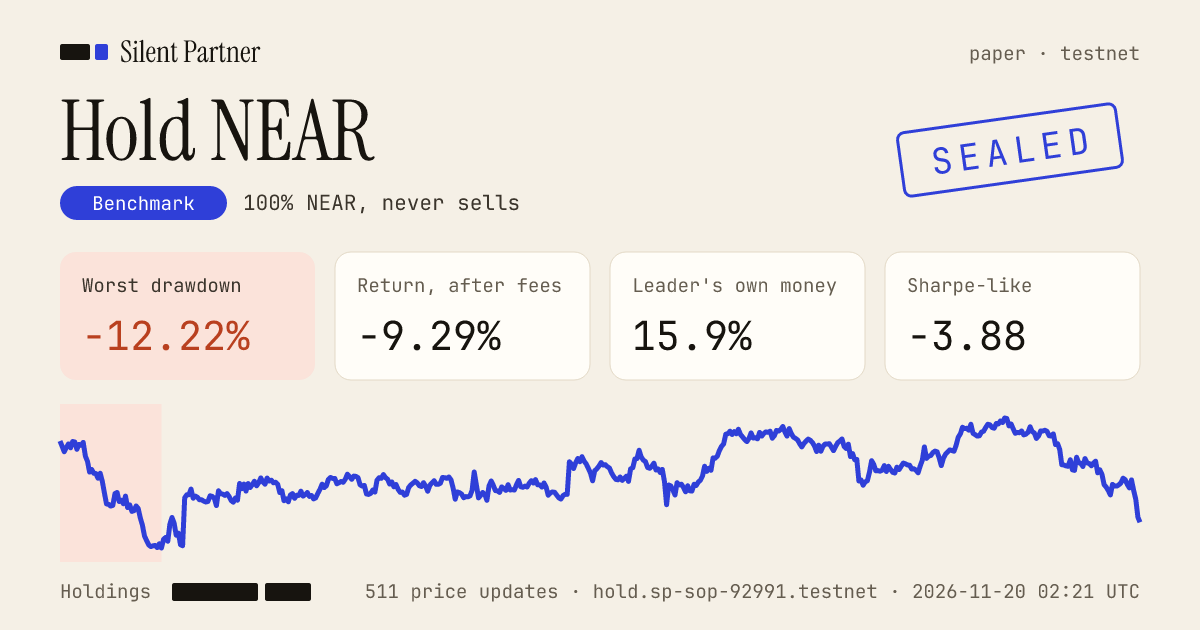 Silent Partner
paper · testnet
Hold NEAR
SEALED
Benchmark
100% NEAR, never sells
Worst drawdown
-12.22%
Return, after fees
-9.29%
Leader's own money
15.9%
Sharpe-like
-3.88
Holdings
511 price updates · hold.sp-sop-92991.testnet · 2026-11-20 02:21 UTC